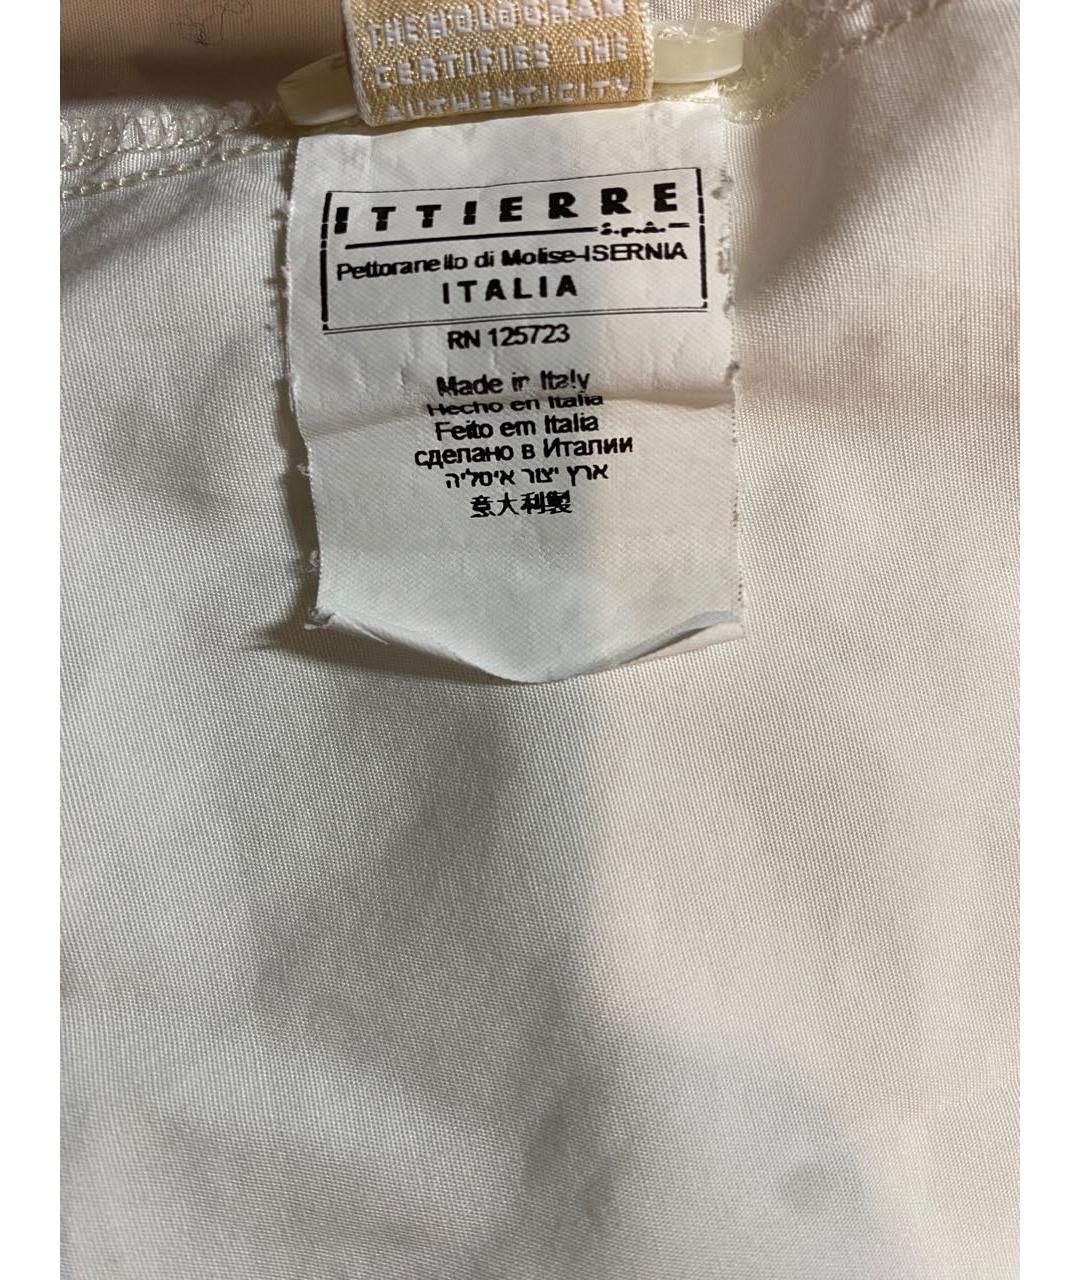 THE HOLOGRAM
CERTIFIES THE
AUTHENTICITY
ITTIERRE
s.p.a.
Pettoranello di Molise-ISERNIA
ITALIA
RN 125723
Made in Italy
Hecho en Italia
Feito em Italia
сделано в Италии
ארץ יצור איטליה
意大利製